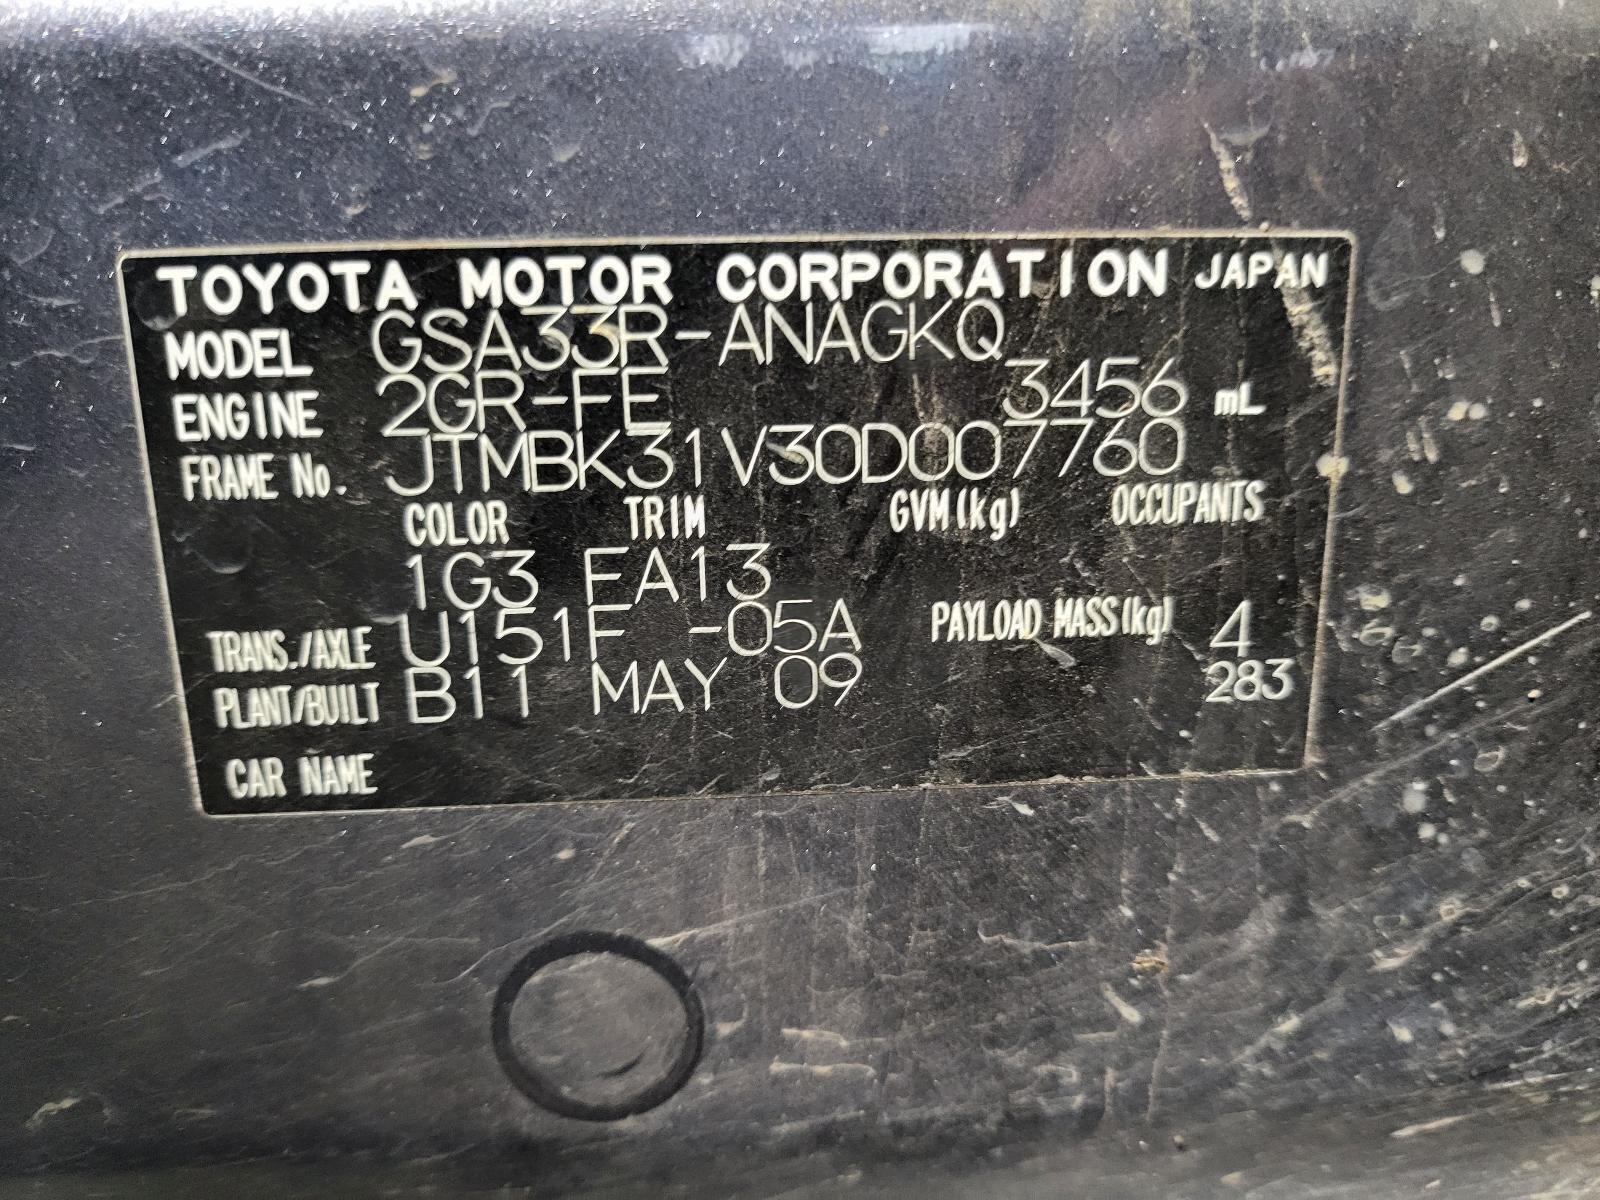 TOYOTA MOTOR CORPORATION JAPAN
MODEL GSA33R-ANAGKQ
ENGINE 2GR-FE 3456 mL
FRAME No. JTMBK31V30D007760
COLOR TRIM GVM(kg) OCCUPANTS
1G3 FA13
TRANS./AXLE U151F -05A PAYLOAD MASS(kg) 4
PLANT/BUILT B11 MAY 09 283
CAR NAME